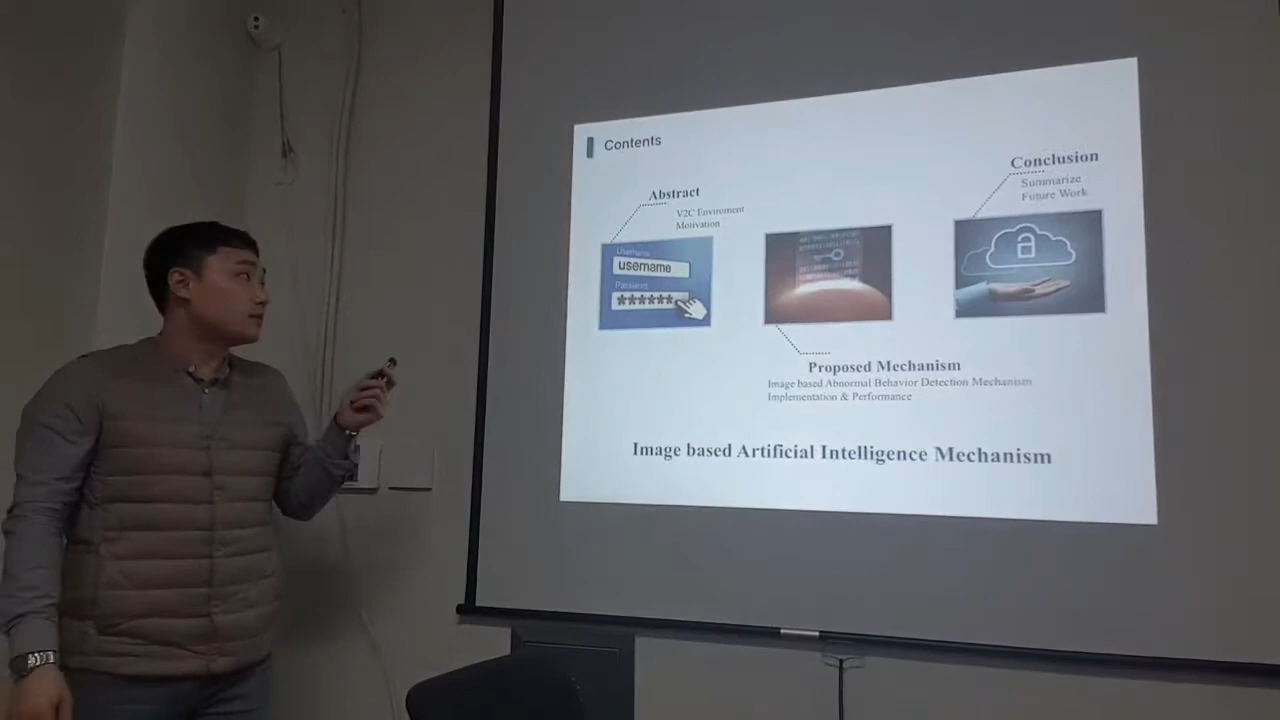 Contents
Abstract
V2C Enviroment
Motivation
Username
username
Password
******
Proposed Mechanism
Image based Abnormal Behavior Detection Mechanism
Implementation & Performance
Conclusion
Summarize
Future Work
Image based Artificial Intelligence Mechanism